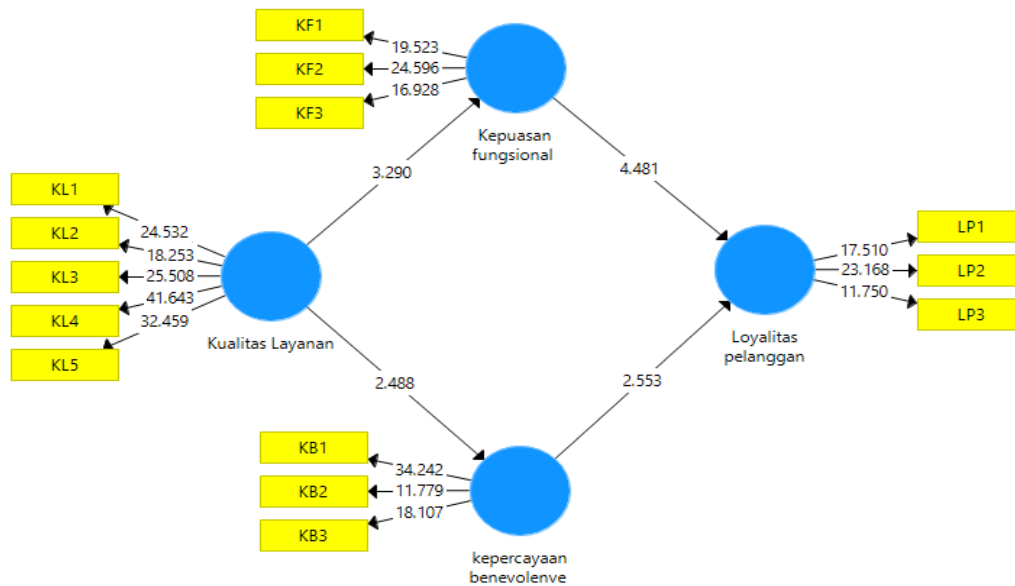 KF1
19.523
KF2
24.596
KF3
16.928
Kepuasan
fungsional
3.290
4.481
KL1
24.532
KL2
18.253
KL3
25.508
KL4
41.643
KL5
32.459
Kualitas Layanan
LP1
17.510
LP2
23.168
LP3
11.750
Loyalitas
pelanggan
2.488
2.553
KB1
34.242
KB2
11.779
KB3
18.107
kepercayaan
benevolenve